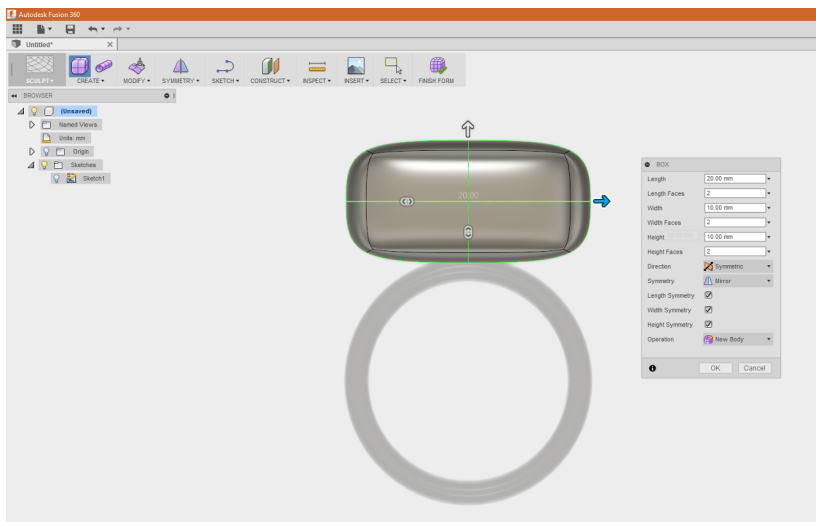 Autodesk Fusion 360
Untitled*
SCULPT
CREATE
MODIFY
SYMMETRY
SKETCH
CONSTRUCT
INSPECT
INSERT
SELECT
FINISH FORM
BROWSER
(Unsaved)
Named Views
Units: mm
Origin
Sketches
Sketch1
20.00
BOX
Length 20.00 mm
Length Faces 2
Width 10.00 mm
Width Faces 2
Height 10.00 mm
Height Faces 2
Direction Symmetric
Symmetry Mirror
Length Symmetry
Width Symmetry
Height Symmetry
Operation New Body
OK Cancel